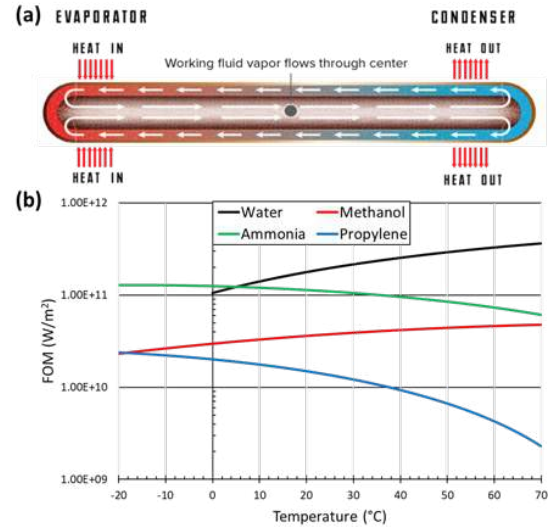 (a)
EVAPORATOR
CONDENSER
HEAT IN
HEAT OUT
Working fluid vapor flows through center
HEAT IN
HEAT OUT
(b)
1.00E+12
Water
Methanol
Ammonia
Propylene
1.00E+11
FOM (W/m²)
1.00E+10
1.00E+09
-20 -10 0 10 20 30 40 50 60 70
Temperature (°C)